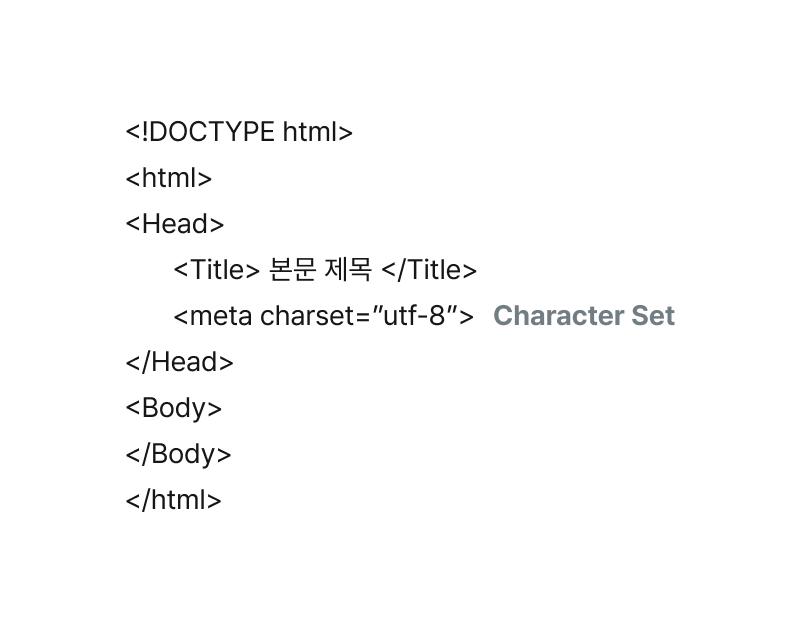 <!DOCTYPE html>
<html>
<Head>
<Title> 본문 제목 </Title>
<meta charset=”utf-8”> Character Set
</Head>
<Body>
</Body>
</html>